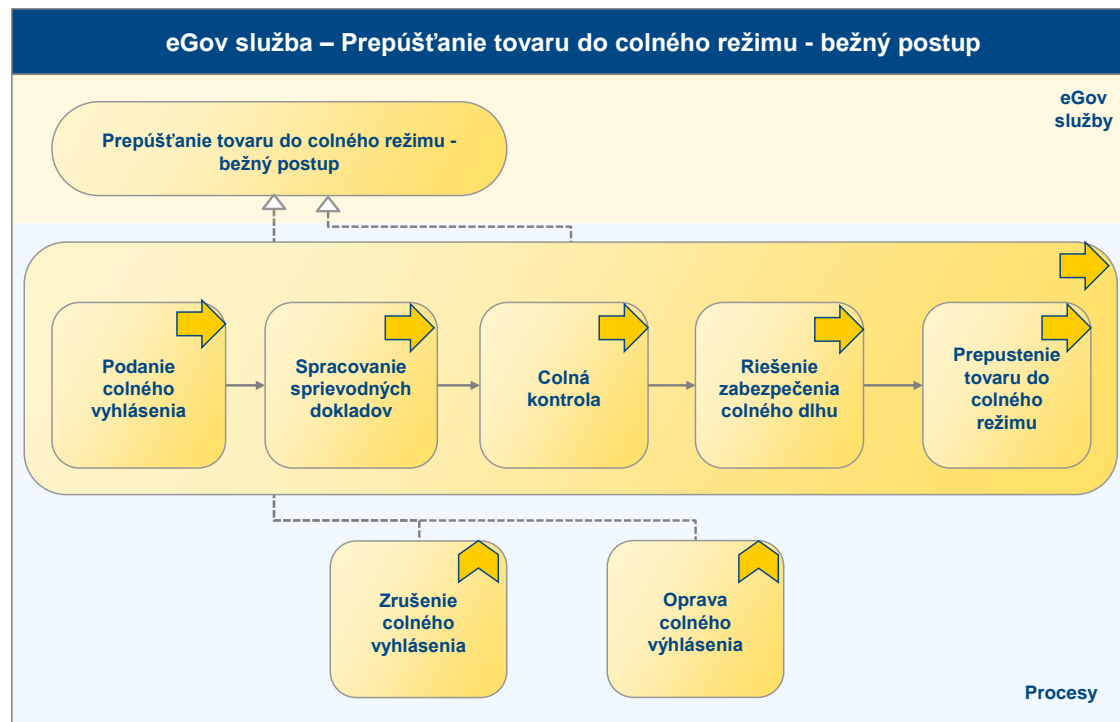 eGov služba – Prepúšťanie tovaru do colného režimu - bežný postup
eGov
služby
Prepúšťanie tovaru do colného režimu -
bežný postup
Podanie
colného
vyhlásenia
Spracovanie
sprievodných
dokladov
Colná
kontrola
Riešenie
zabezpečenia
colného dlhu
Prepustenie
tovaru do
colného
režimu
Zrušenie
colného
vyhlásenia
Oprava
colného
výhlásenia
Procesy